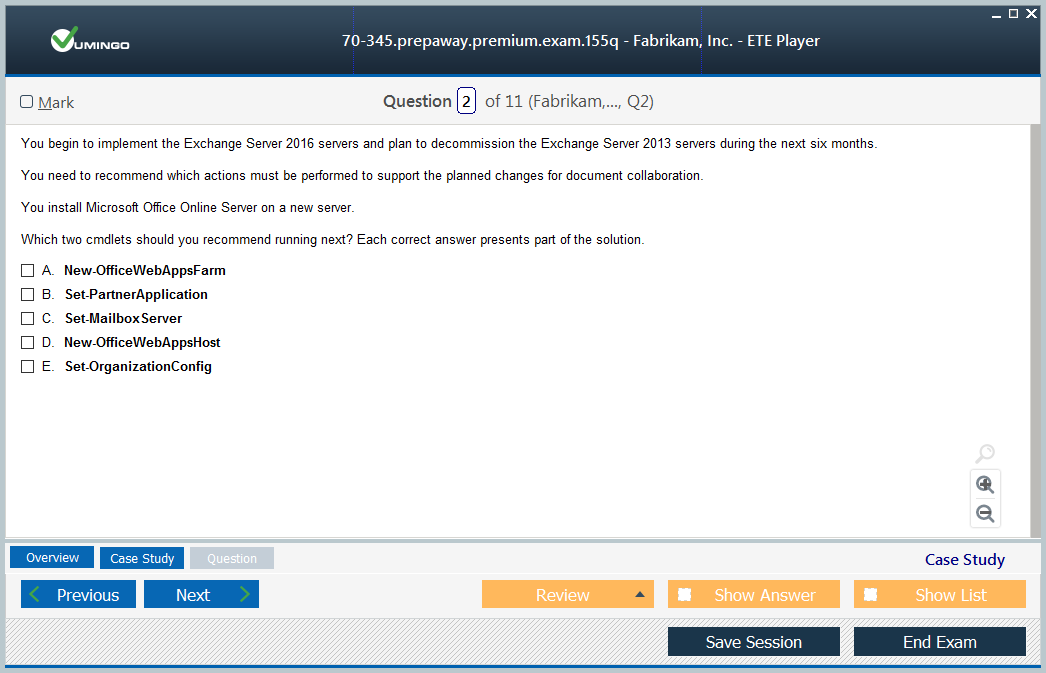 VUMINGO
70-345.prepaway.premium.exam.155q - Fabrikam, Inc. - ETE Player
Mark
Question 2 of 11 (Fabrikam,..., Q2)
You begin to implement the Exchange Server 2016 servers and plan to decommission the Exchange Server 2013 servers during the next six months.
You need to recommend which actions must be performed to support the planned changes for document collaboration.
You install Microsoft Office Online Server on a new server.
Which two cmdlets should you recommend running next? Each correct answer presents part of the solution.
A. New-OfficeWebAppsFarm
B. Set-PartnerApplication
C. Set-MailboxServer
D. New-OfficeWebAppsHost
E. Set-OrganizationConfig
Overview
Case Study
Question
Case Study
Previous
Next
Review
Show Answer
Show List
Save Session
End Exam